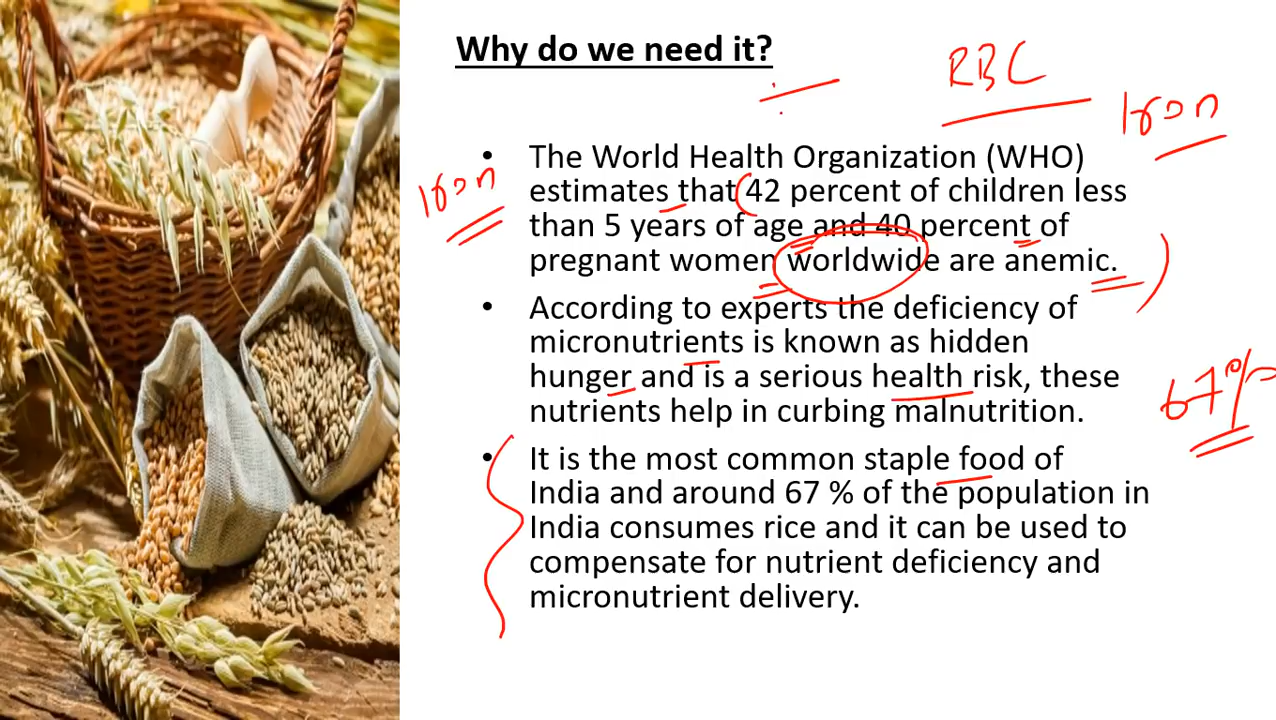 Why do we need it?
RBC
Iron
Iron
• The World Health Organization (WHO)
estimates that 42 percent of children less
than 5 years of age and 40 percent of
pregnant women worldwide are anemic.
• According to experts the deficiency of
micronutrients is known as hidden
hunger and is a serious health risk, these
nutrients help in curbing malnutrition.
67%
• It is the most common staple food of
India and around 67 % of the population in
India consumes rice and it can be used to
compensate for nutrient deficiency and
micronutrient delivery.